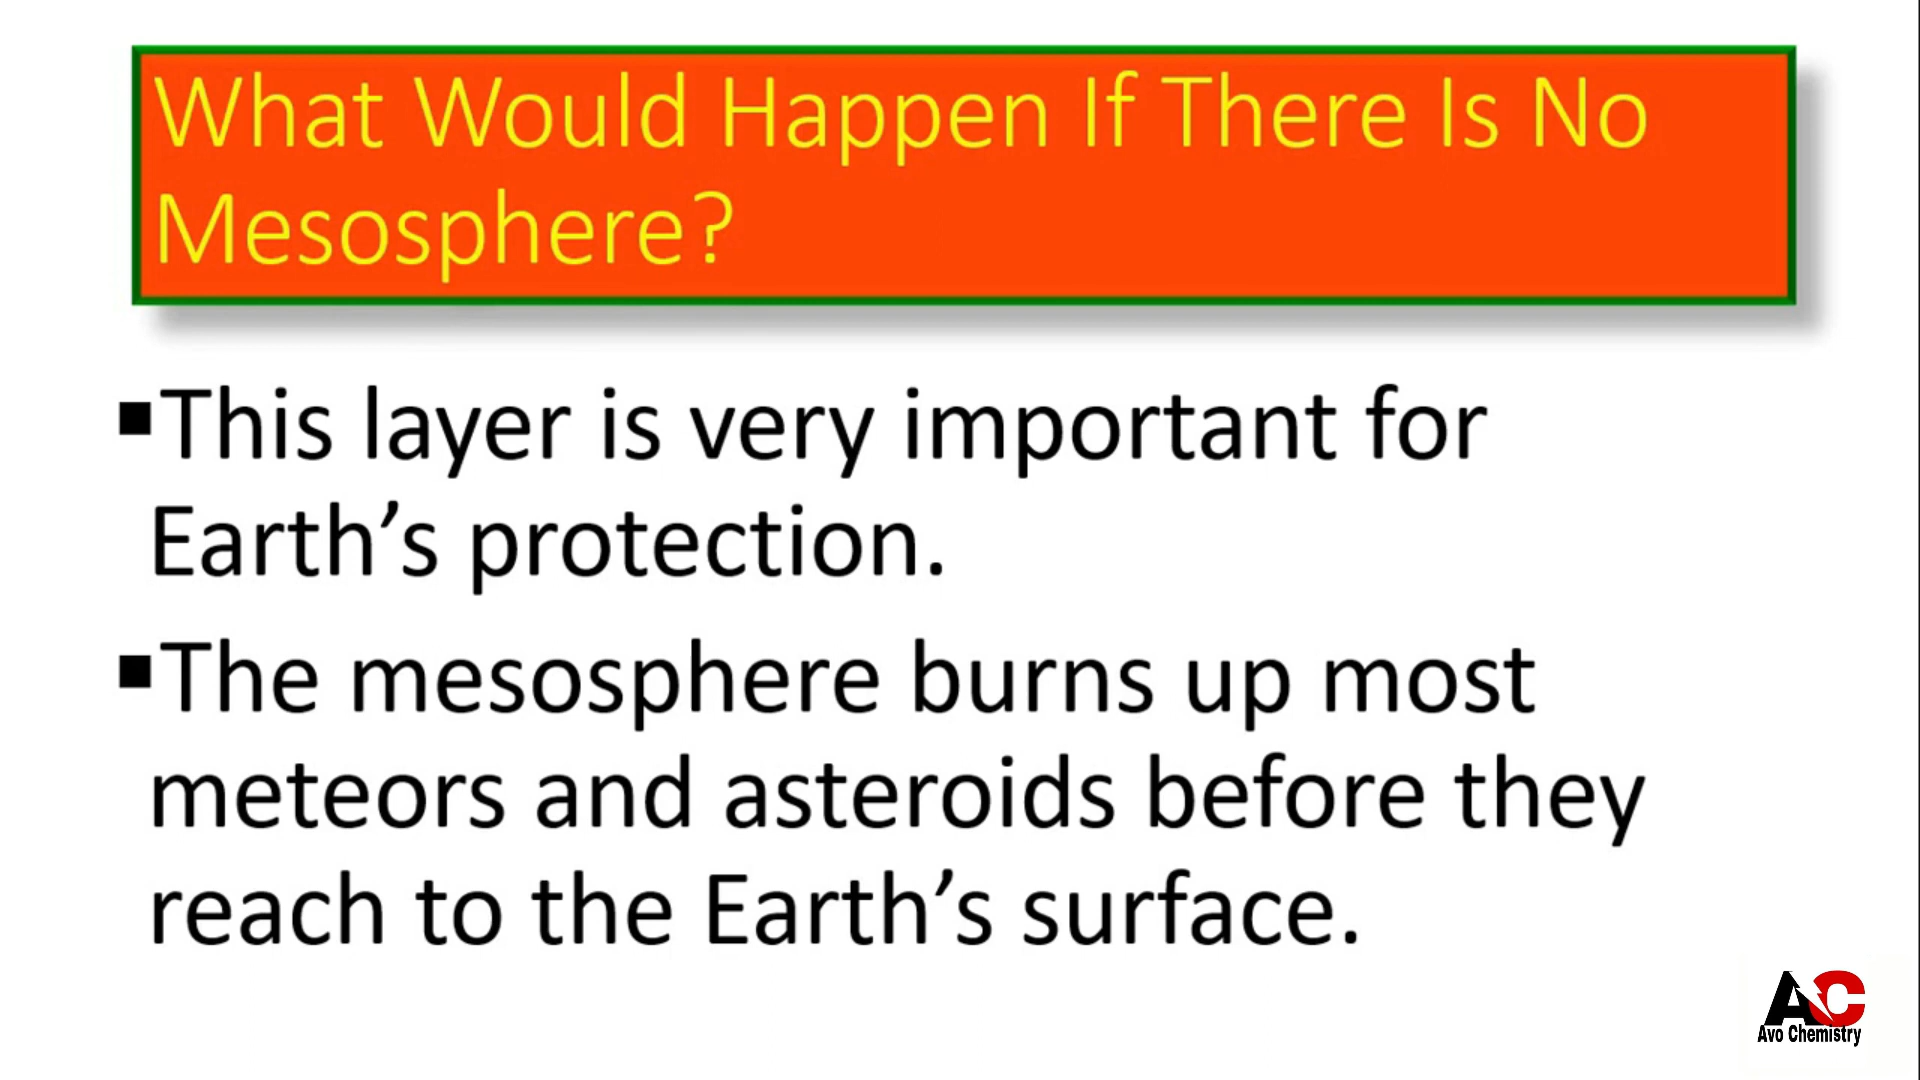 What Would Happen If There Is No
Mesosphere?
▪This layer is very important for
Earth’s protection.
▪The mesosphere burns up most
meteors and asteroids before they
reach to the Earth’s surface.
AC
Avo Chemistry